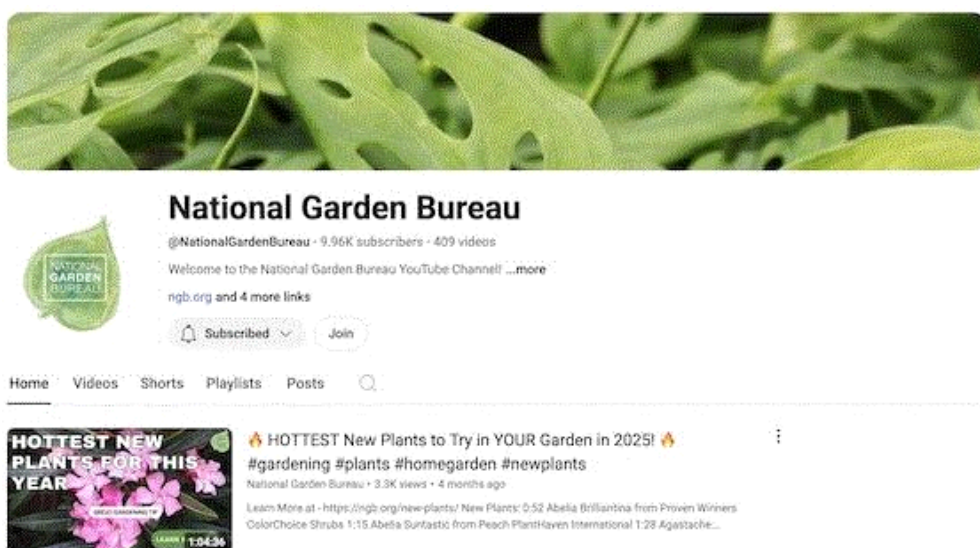 National Garden Bureau
@NationalGardenBureau · 9.96K subscribers · 409 videos
Welcome to the National Garden Bureau YouTube Channel! ...more
ngb.org and 4 more links
NATIONAL
GARDEN
BUREAU
Subscribed
Join
Home Videos Shorts Playlists Posts
HOTTEST NEW
PLANTS FOR THIS
YEAR
GREAT GARDENING TIP
LEARN
1:04:36
🔥 HOTTEST New Plants to Try in YOUR Garden in 2025! 🔥
#gardening #plants #homegarden #newplants
National Garden Bureau • 3.3K views • 4 months ago
Learn More at - https://ngb.org/new-plants/ New Plants: 0:52 Abelia Brilliantina from Proven Winners
ColorChoice Shrubs 1:15 Abelia Suntastic from Peach PlantHaven International 1:28 Agastache...